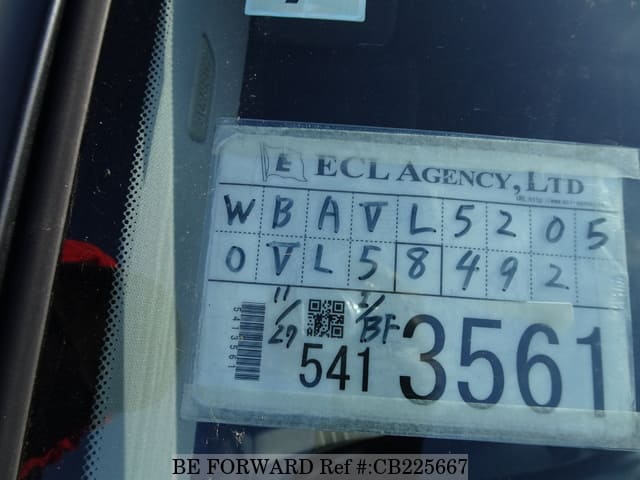 E ECL AGENCY, LTD
W B A V L 5 2 0 5
0 V L 5 8 4 9 2
11/27 BF
5413561
541 3561
BE FORWARD Ref #:CB225667